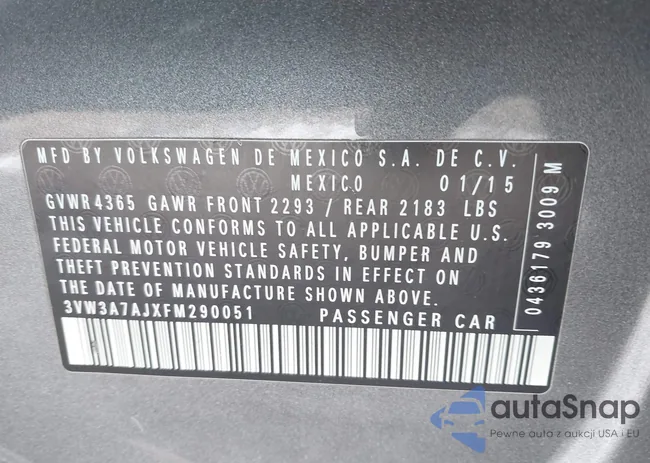 MFD BY VOLKSWAGEN DE MEXICO S.A. DE C.V.
MEXICO 01/15
GVWR 4365 GAWR FRONT 2293 / REAR 2183 LBS
THIS VEHICLE CONFORMS TO ALL APPLICABLE U.S.
FEDERAL MOTOR VEHICLE SAFETY, BUMPER AND
THEFT PREVENTION STANDARDS IN EFFECT ON
THE DATE OF MANUFACTURE SHOWN ABOVE.
3VW3A7AJXFM290051 PASSENGER CAR
0436179 3009 M
autaSnap
Pewne auta z aukcji USA i EU